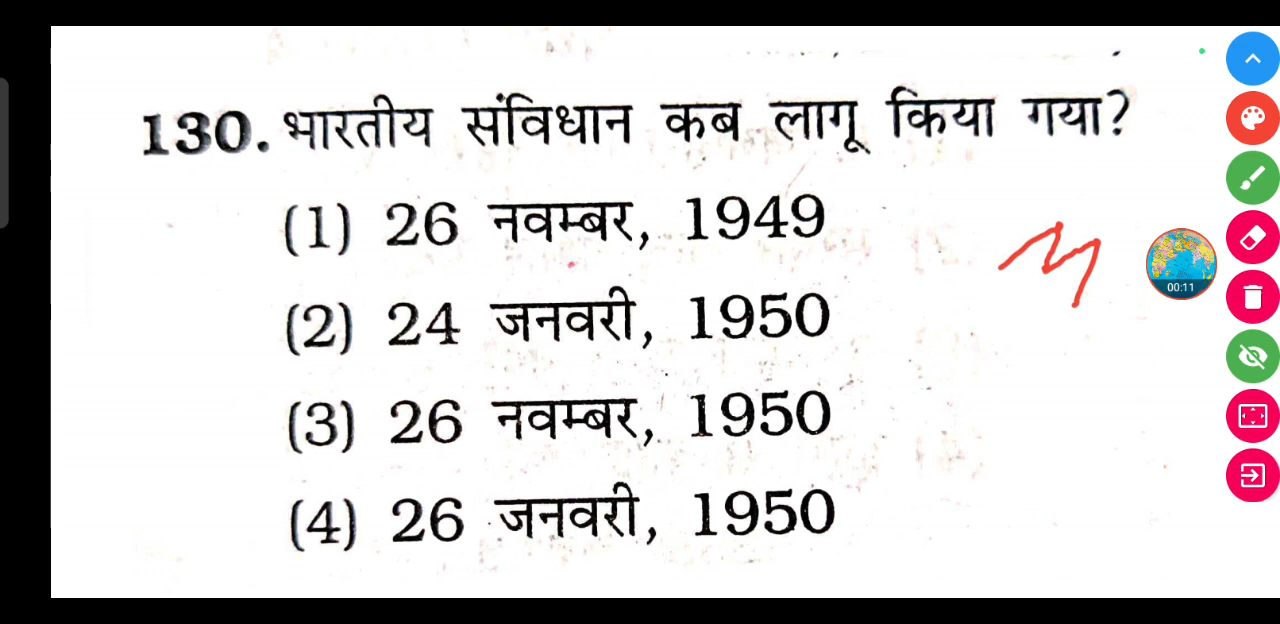 130. भारतीय संविधान कब लागू किया गया?
(1) 26 नवम्बर, 1949
(2) 24 जनवरी, 1950
(3) 26 नवम्बर, 1950
(4) 26 जनवरी, 1950
00:11